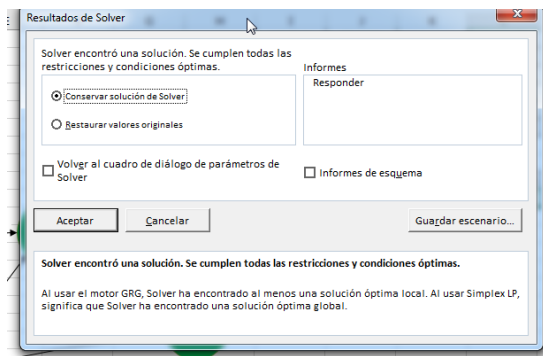 Resultados de Solver
Solver encontró una solución. Se cumplen todas las
restricciones y condiciones óptimas.
Informes
Responder
Conservar solución de Solver
Restaurar valores originales
Volver al cuadro de diálogo de parámetros de
Solver
Informes de esquema
Aceptar
Cancelar
Guardar escenario...
Solver encontró una solución. Se cumplen todas las restricciones y condiciones óptimas.
Al usar el motor GRG, Solver ha encontrado al menos una solución óptima local. Al usar Simplex LP,
significa que Solver ha encontrado una solución óptima global.